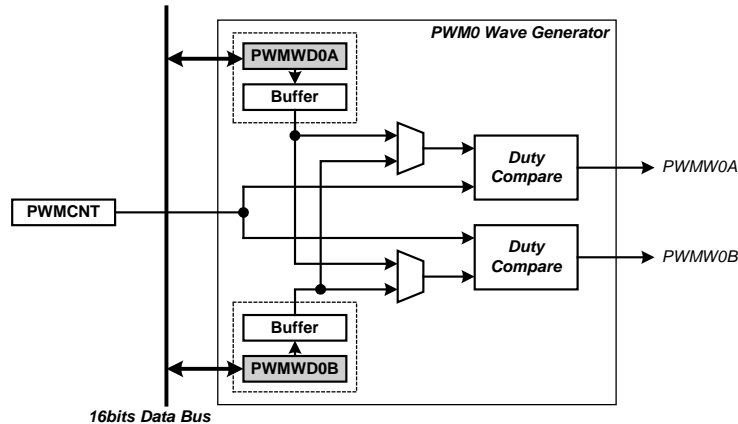 PWM0 Wave Generator
PWMWD0A
Buffer
Duty
Compare
PWMW0A
PWMCNT
Duty
Compare
PWMW0B
Buffer
PWMWD0B
16bits Data Bus